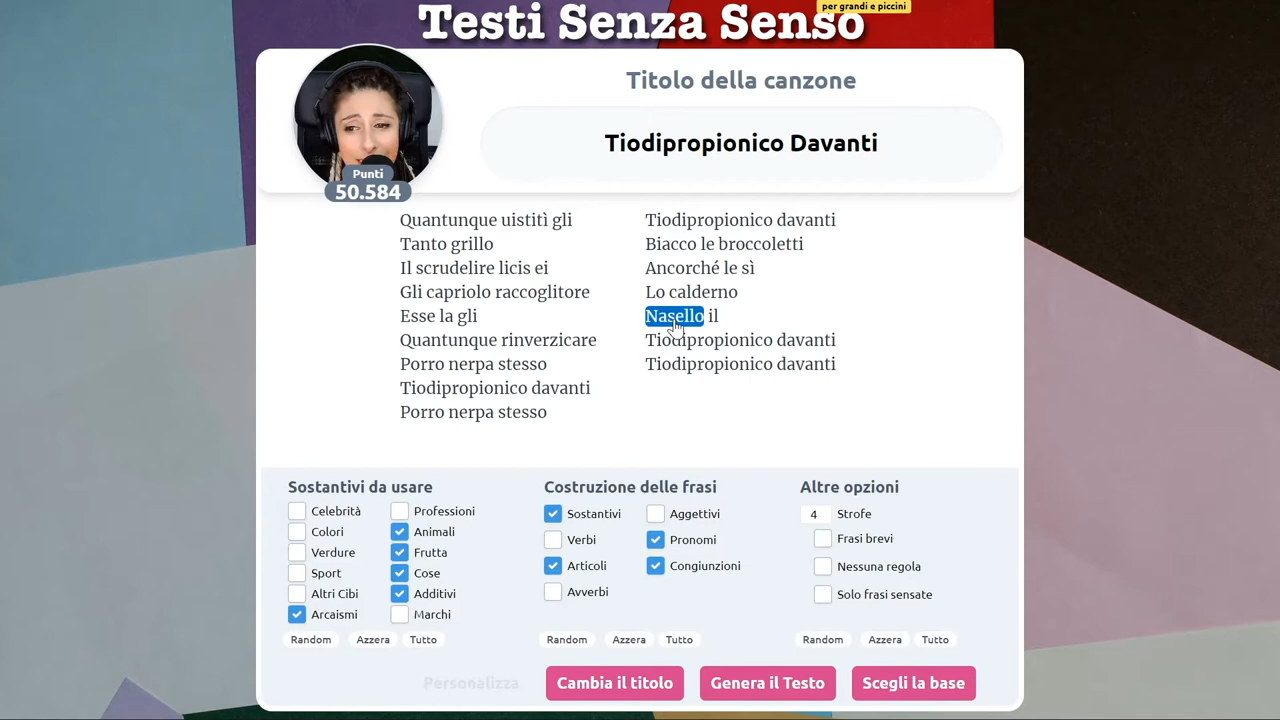 per grandi e piccini
Testi Senza Senso
Titolo della canzone
Tiodipropionico Davanti
Punti
50.584
Quantunque uistitì gli
Tanto grillo
Il scrudelire licis ei
Gli capriolo raccoglitore
Esse la gli
Quantunque rinverzicare
Porro nerpa stesso
Tiodipropionico davanti
Porro nerpa stesso
Tiodipropionico davanti
Biacco le broccoletti
Ancorché le sì
Lo calderno
Nasello il
Tiodipropionico davanti
Tiodipropionico davanti
Sostantivi da usare
Celebrità
Professioni
Colori
Animali
Verdure
Frutta
Sport
Cose
Altri Cibi
Additivi
Arcaismi
Marchi
Random
Azzera
Tutto
Costruzione delle frasi
Sostantivi
Aggettivi
Verbi
Pronomi
Articoli
Congiunzioni
Avverbi
Random
Azzera
Tutto
Altre opzioni
4 Strofe
Frasi brevi
Nessuna regola
Solo frasi sensate
Random
Azzera
Tutto
Personalizza
Cambia il titolo
Genera il Testo
Scegli la base